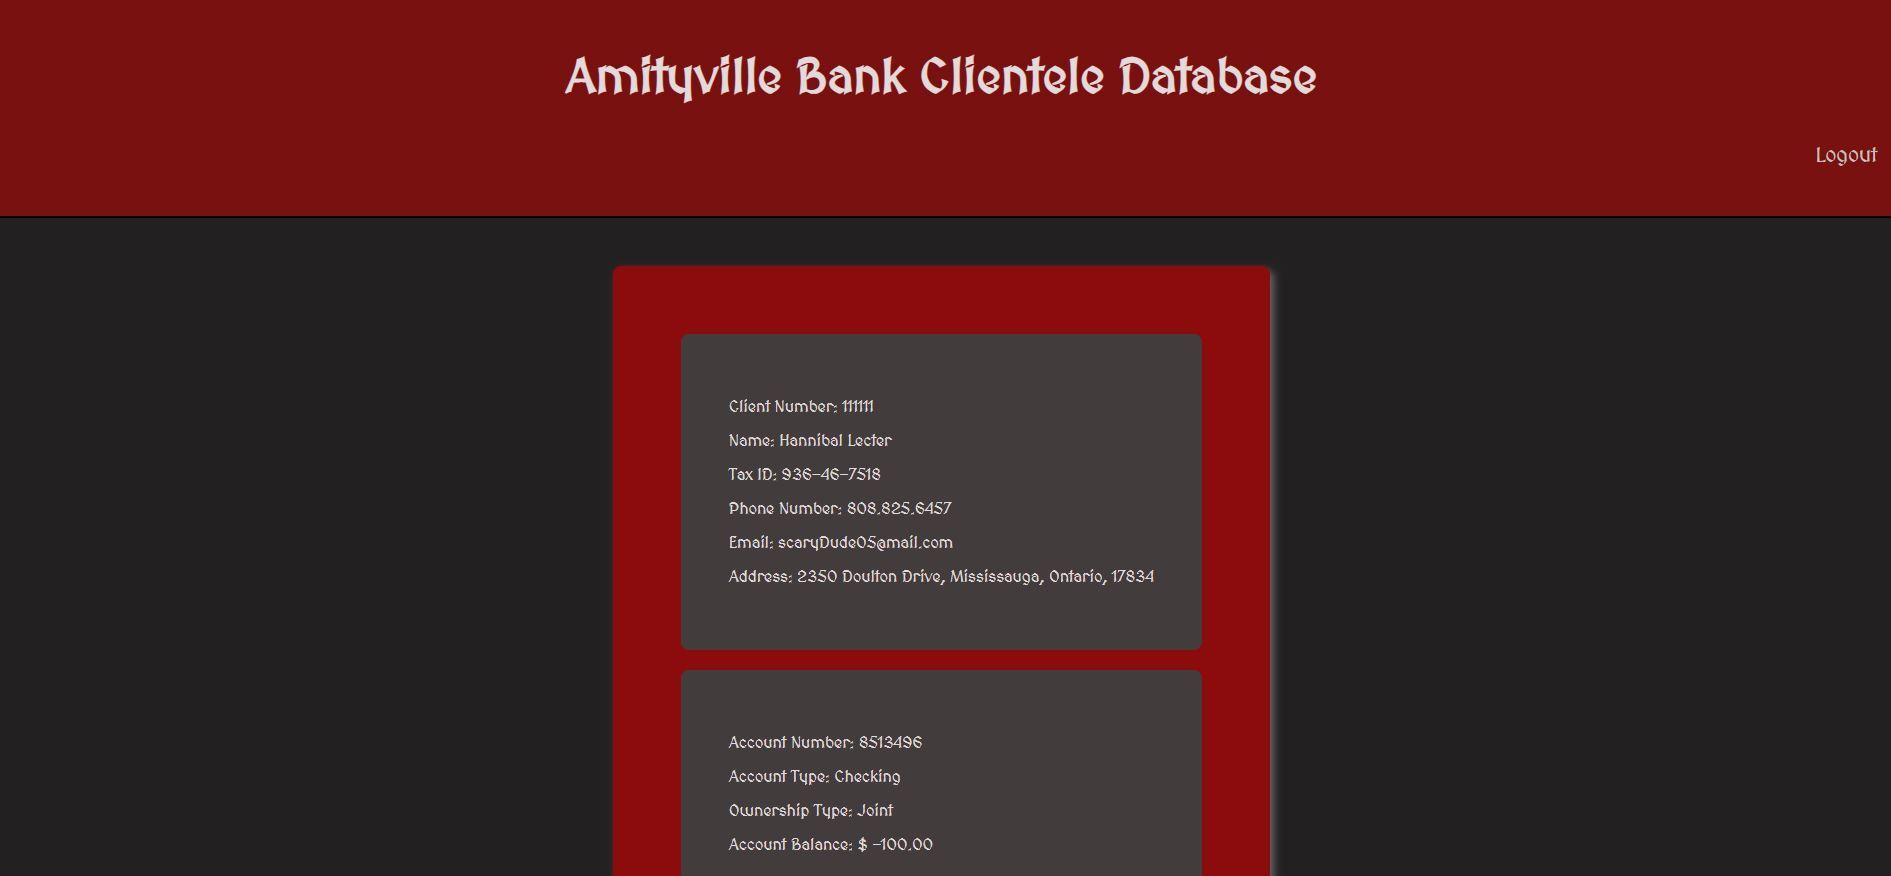 Amityville Bank Clientele Database
Logout
Client Number: 111111
Name: Hannibal Lecter
Tax ID: 936-46-7518
Phone Number: 808.825.6457
Email: scaryDude05@mail.com
Address: 2350 Doulton Drive, Mississauga, Ontario, 17834
Account Number: 8513496
Account Type: Checking
Ownership Type: Joint
Account Balance: $ -100.00